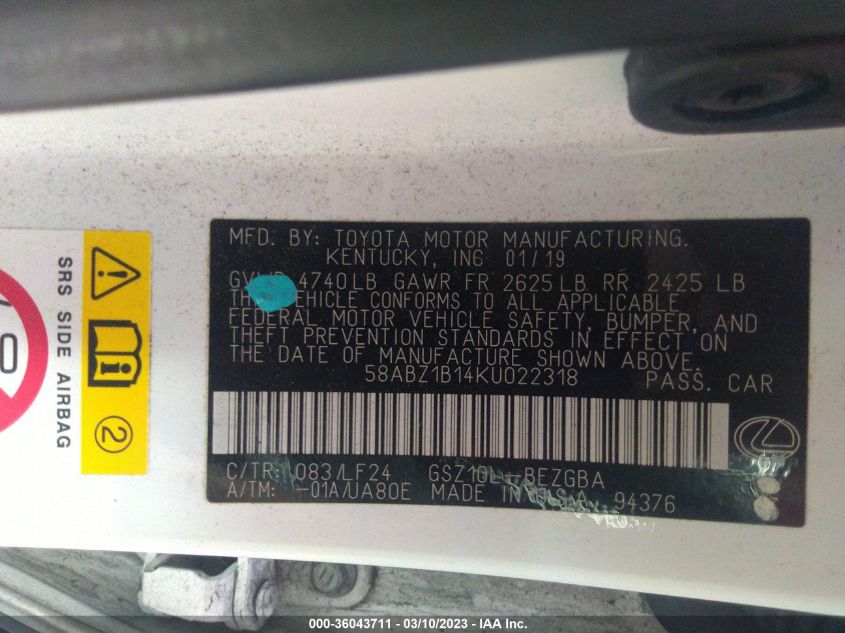 MFD. BY: TOYOTA MOTOR MANUFACTURING.
KENTUCKY, IN6 01/19
4740LB GAWR FR 2625LB RR 2425 LB
VEHICLE CONFORMS TO ALL APPLICABLE
FEDERAL MOTOR VEHICLE SAFETY, BUMPER, AND
THEFT PREVENTION STANDARDS IN EFFECT ON
THE DATE OF MANUFACTURE SHOWN ABOVE.
58ABZ1B14KU022318 PASS. CAR
C/TR: 083/LF24 GSZ10L-BEZGBA
A/TM: -01A/UA80E MADE IN 94376
SRS SIDE AIRBAG
2
000-36043711 - 03/10/2023 - IAA Inc.